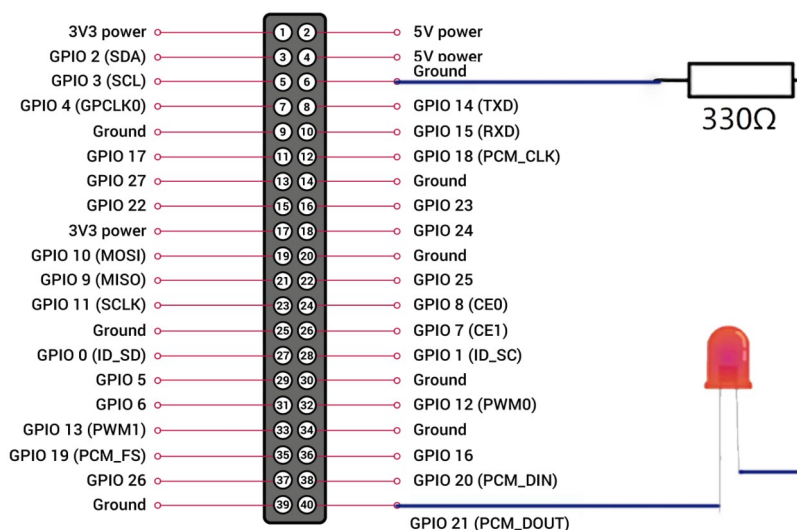 3V3 power 1 2 5V power
GPIO 2 (SDA) 3 4 5V power
GPIO 3 (SCL) 5 6 Ground
GPIO 4 (GPCLK0) 7 8 GPIO 14 (TXD)
Ground 9 10 GPIO 15 (RXD)
GPIO 17 11 12 GPIO 18 (PCM_CLK)
GPIO 27 13 14 Ground
GPIO 22 15 16 GPIO 23
3V3 power 17 18 GPIO 24
GPIO 10 (MOSI) 19 20 Ground
GPIO 9 (MISO) 21 22 GPIO 25
GPIO 11 (SCLK) 23 24 GPIO 8 (CE0)
Ground 25 26 GPIO 7 (CE1)
GPIO 0 (ID_SD) 27 28 GPIO 1 (ID_SC)
GPIO 5 29 30 Ground
GPIO 6 31 32 GPIO 12 (PWM0)
GPIO 13 (PWM1) 33 34 Ground
GPIO 19 (PCM_FS) 35 36 GPIO 16
GPIO 26 37 38 GPIO 20 (PCM_DIN)
Ground 39 40 GPIO 21 (PCM_DOUT)
330Ω